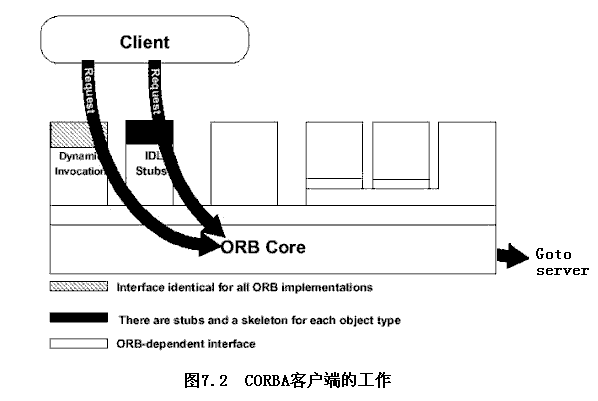 Client
Request
Request
Dynamic
Invocation
IDL
Stubs
ORB Core
Goto
server
Interface identical for all ORB implementations
There are stubs and a skeleton for each object type
ORB-dependent interface
图7.2 CORBA客户端的工作